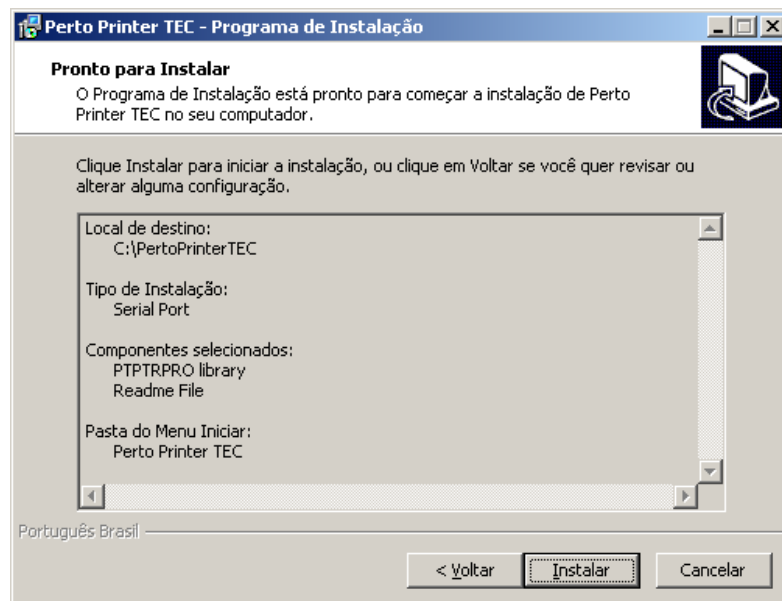 Perto Printer TEC - Programa de Instalação
Pronto para Instalar
O Programa de Instalação está pronto para começar a instalação de Perto
Printer TEC no seu computador.
Clique Instalar para iniciar a instalação, ou clique em Voltar se você quer revisar ou
alterar alguma configuração.
Local de destino:
C:\PertoPrinterTEC
Tipo de Instalação:
Serial Port
Componentes selecionados:
PTPTRPRO library
Readme File
Pasta do Menu Iniciar:
Perto Printer TEC
Português Brasil
< Voltar
Instalar
Cancelar